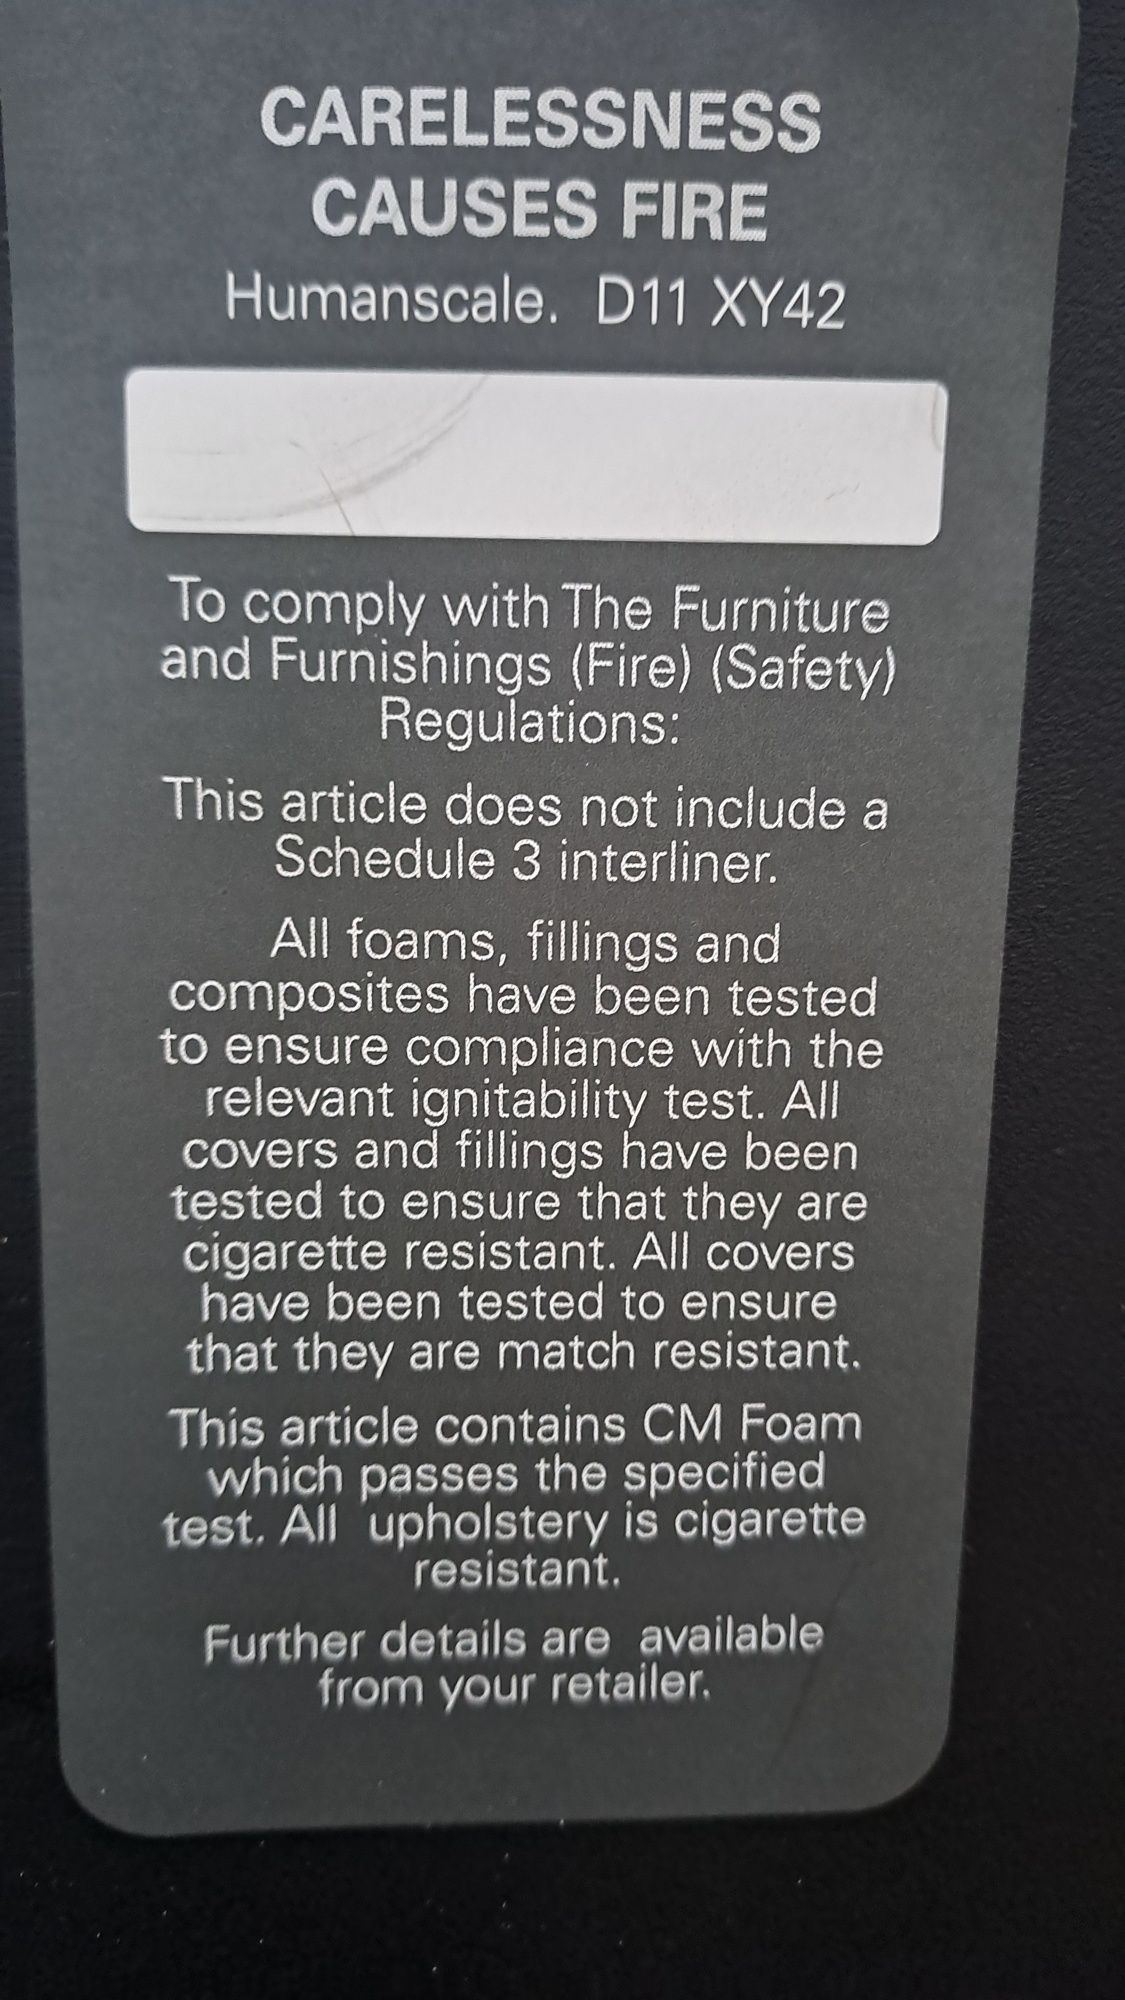 CARELESSNESS
CAUSES FIRE
Humanscale. D11 XY42
To comply with The Furniture
and Furnishings (Fire) (Safety)
Regulations:
This article does not include a
Schedule 3 interliner.
All foams, fillings and
composites have been tested
to ensure compliance with the
relevant ignitability test. All
covers and fillings have been
tested to ensure that they are
cigarette resistant. All covers
have been tested to ensure
that they are match resistant.
This article contains CM Foam
which passes the specified
test. All upholstery is cigarette
resistant.
Further details are available
from your retailer.